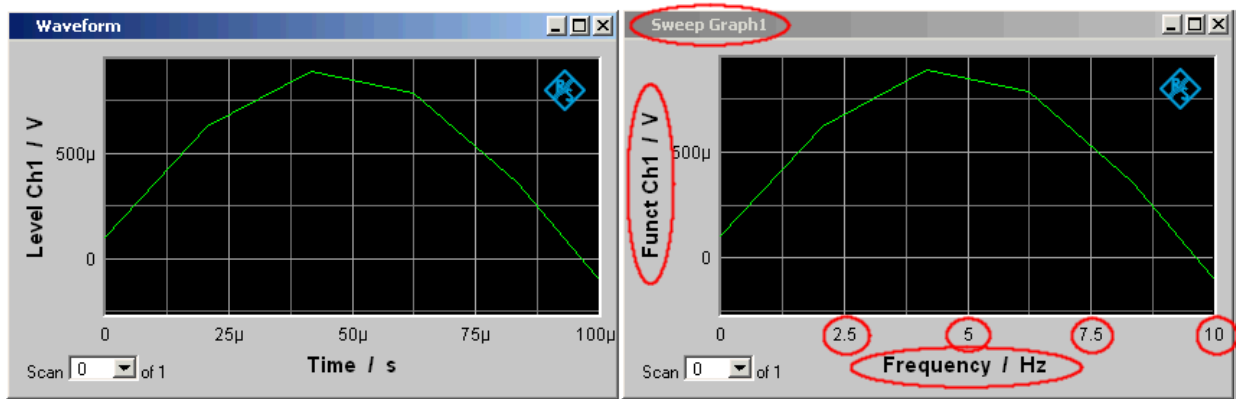 Waveform
Level Ch1 / V
500µ
0
0 25µ 50µ 75µ 100µ
Time / s
Scan 0 of 1
Sweep Graph1
Funct Ch1 / V
500µ
0
0 2.5 5 7.5 10
Frequency / Hz
Scan 0 of 1